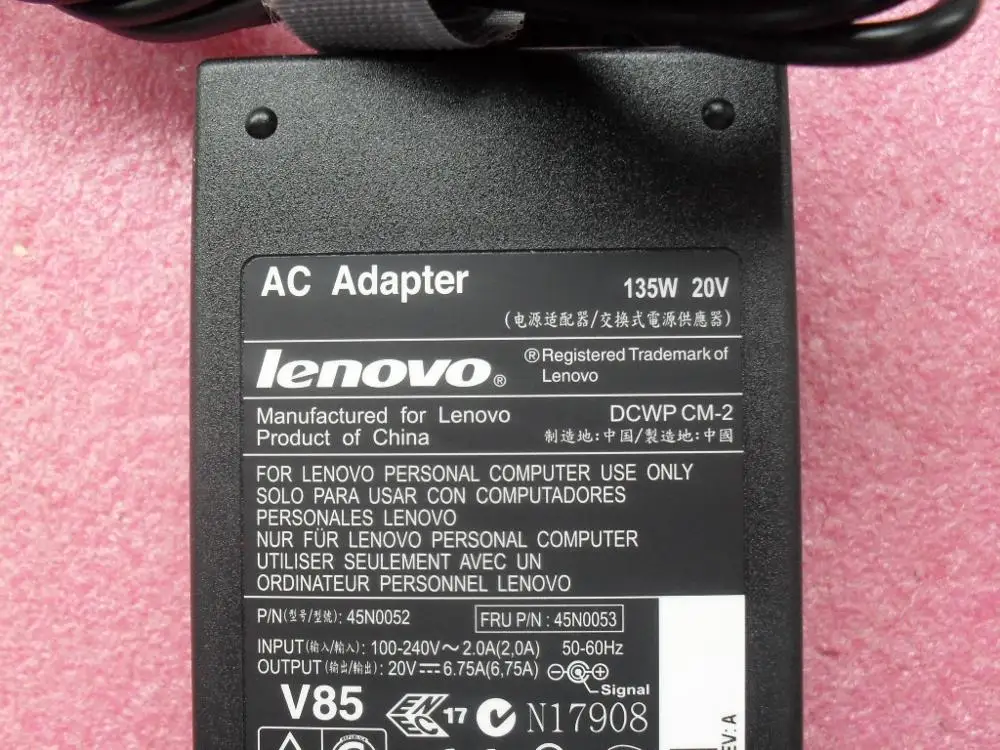 AC Adapter 135W 20V
(电源适配器/交換式電源供應器)
lenovo® ®Registered Trademark of
Lenovo
Manufactured for Lenovo DCWP CM-2
Product of China 制造地:中国/製造地:中國
FOR LENOVO PERSONAL COMPUTER USE ONLY
SOLO PARA USAR CON COMPUTADORES
PERSONALES LENOVO
NUR FÜR LENOVO PERSONAL COMPUTER
UTILISER SEULEMENT AVEC UN
ORDINATEUR PERSONNEL LENOVO
P/N(型号/型號): 45N0052 FRU P/N : 45N0053
INPUT(输入/輸入): 100-240V～2.0A(2,0A) 50-60Hz
OUTPUT(输出/輸出): 20V⎓6.75A(6,75A)
Signal
V85 ENEC 17 N17908
EV: A